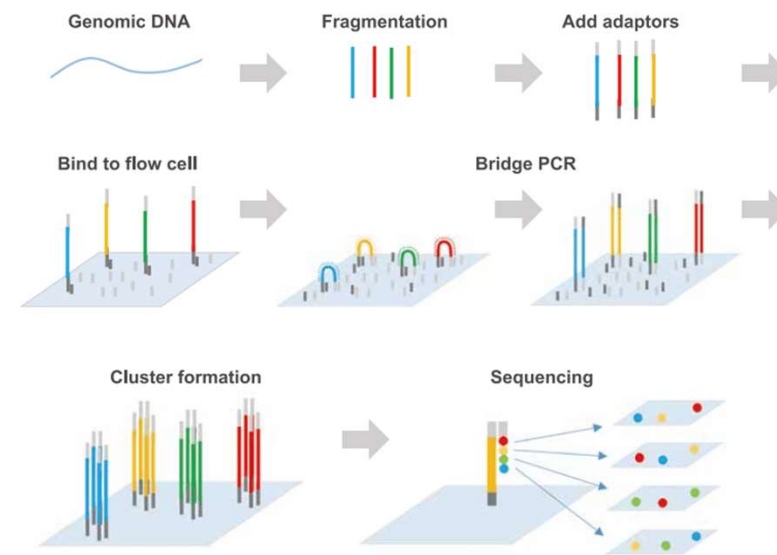 Genomic DNA
Fragmentation
Add adaptors
Bind to flow cell
Bridge PCR
Cluster formation
Sequencing